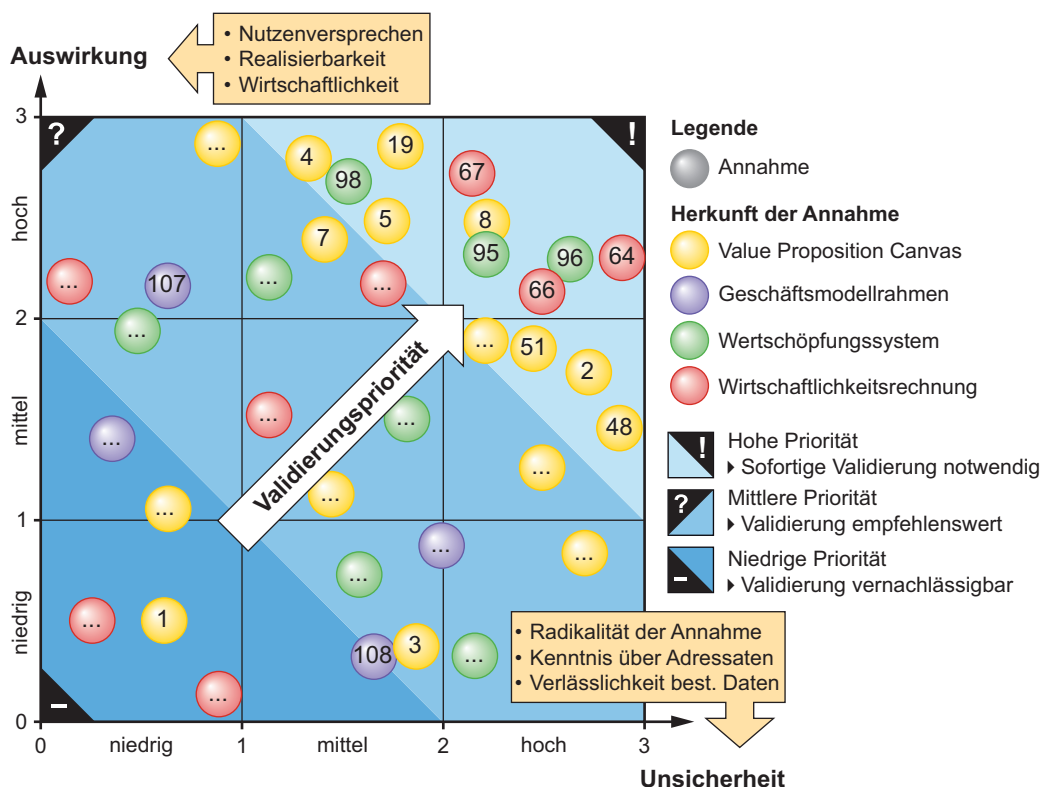 • Nutzenversprechen
• Realisierbarkeit
• Wirtschaftlichkeit
Auswirkung
3
?
!
...
4
19
98
67
hoch
7
5
8
95
96
64
...
107
...
...
66
2
...
...
51
2
mittel
...
...
...
48
Validierungspriorität
...
...
...
1
...
...
...
niedrig
...
1
108
3
...
...
–
0
• Radikalität der Annahme
• Kenntnis über Adressaten
• Verlässlichkeit best. Daten
0
niedrig
1
mittel
2
hoch
3
Unsicherheit
Legende
Annahme
Herkunft der Annahme
Value Proposition Canvas
Geschäftsmodellrahmen
Wertschöpfungssystem
Wirtschaftlichkeitsrechnung
!
Hohe Priorität
▸ Sofortige Validierung notwendig
?
Mittlere Priorität
▸ Validierung empfehlenswert
–
Niedrige Priorität
▸ Validierung vernachlässigbar